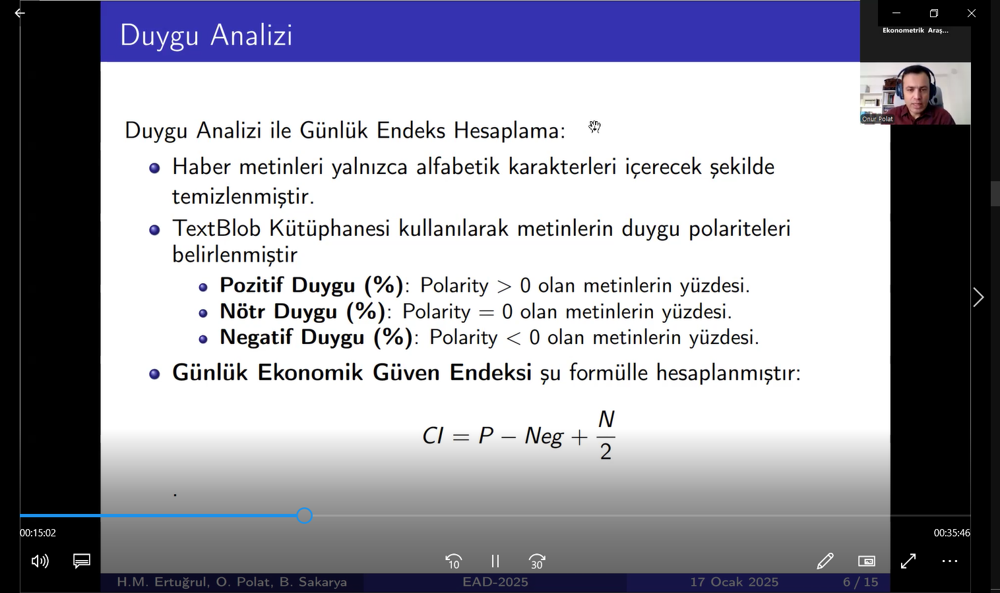 Duygu Analizi
Ekonometrik Araş...
Onur Polat
Duygu Analizi ile Günlük Endeks Hesaplama:
Haber metinleri yalnızca alfabetik karakterleri içerecek şekilde
temizlenmiştir.
TextBlob Kütüphanesi kullanılarak metinlerin duygu polariteleri
belirlenmiştir
Pozitif Duygu (%): Polarity > 0 olan metinlerin yüzdesi.
Nötr Duygu (%): Polarity = 0 olan metinlerin yüzdesi.
Negatif Duygu (%): Polarity < 0 olan metinlerin yüzdesi.
Günlük Ekonomik Güven Endeksi şu formülle hesaplanmıştır:
CI = P − Neg + N/2
.
00:15:02
00:35:46
10
30
H.M. Ertuğrul, O. Polat, B. Sakarya
EAD-2025
17 Ocak 2025
6 / 15